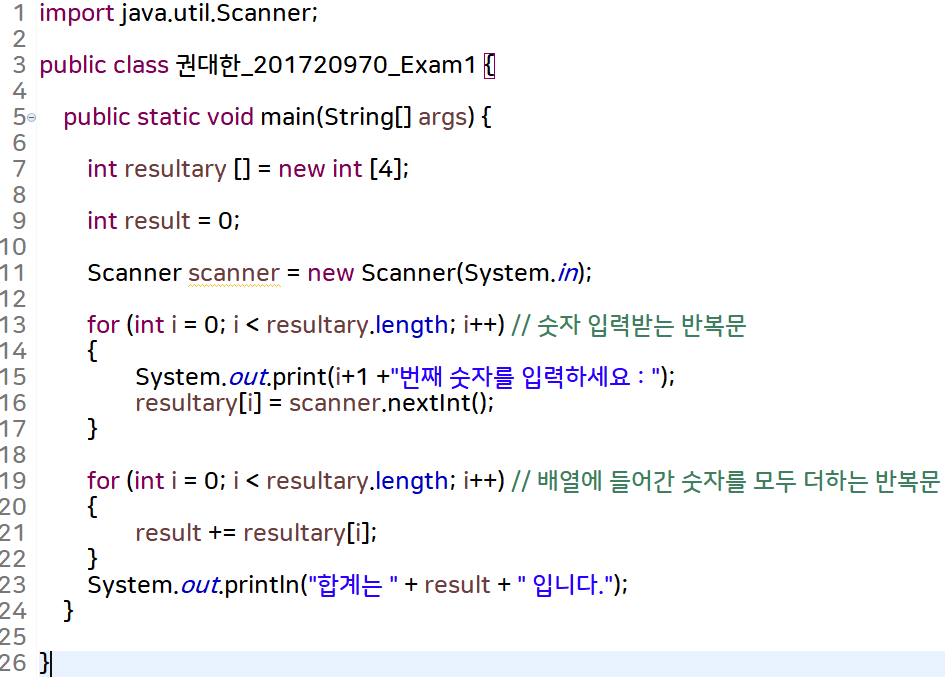 1 import java.util.Scanner;
2
3 public class 권대한_201720970_Exam1 {
4
5 public static void main(String[] args) {
6
7 int resultary [] = new int [4];
8
9 int result = 0;
10
11 Scanner scanner = new Scanner(System.in);
12
13 for (int i = 0; i < resultary.length; i++) // 숫자 입력받는 반복문
14 {
15 System.out.print(i+1 +"번째 숫자를 입력하세요 : ");
16 resultary[i] = scanner.nextInt();
17 }
18
19 for (int i = 0; i < resultary.length; i++) // 배열에 들어간 숫자를 모두 더하는 반복문
20 {
21 result += resultary[i];
22 }
23 System.out.println("합계는 " + result + " 입니다.");
24 }
25
26 }